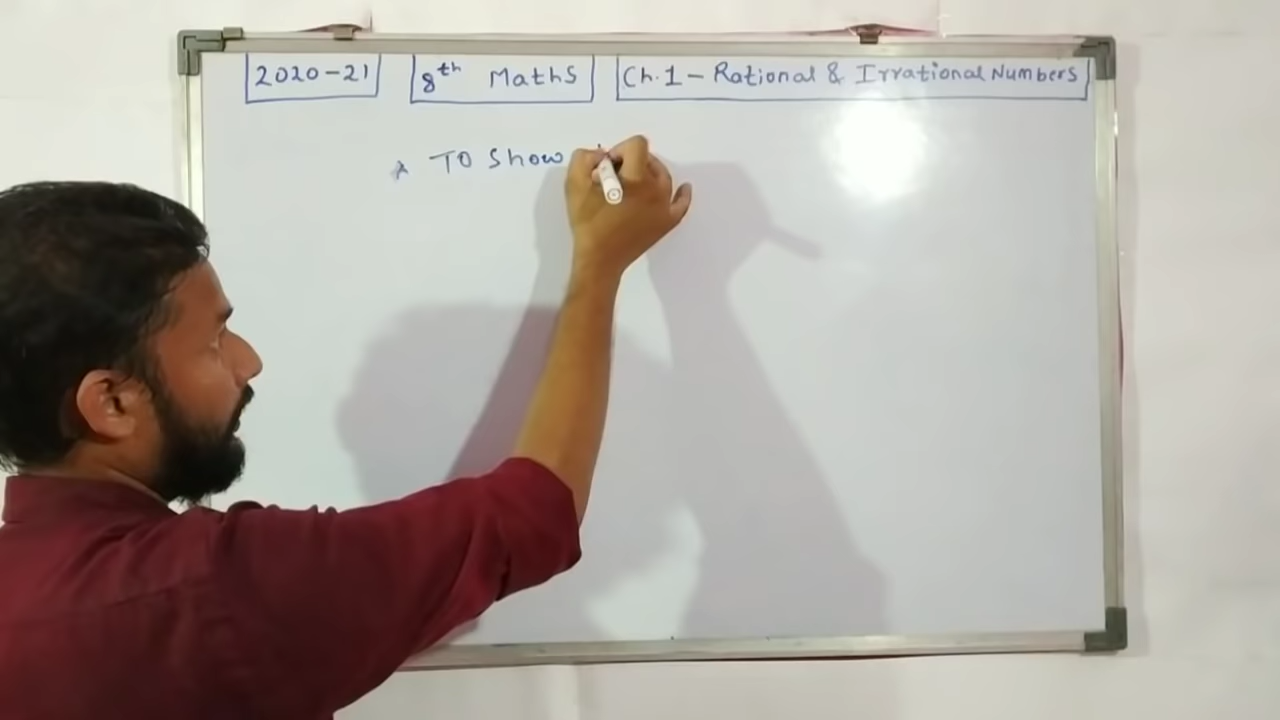 2020-21 8th Maths Ch.1 - Rational & Irrational Numbers
* To show